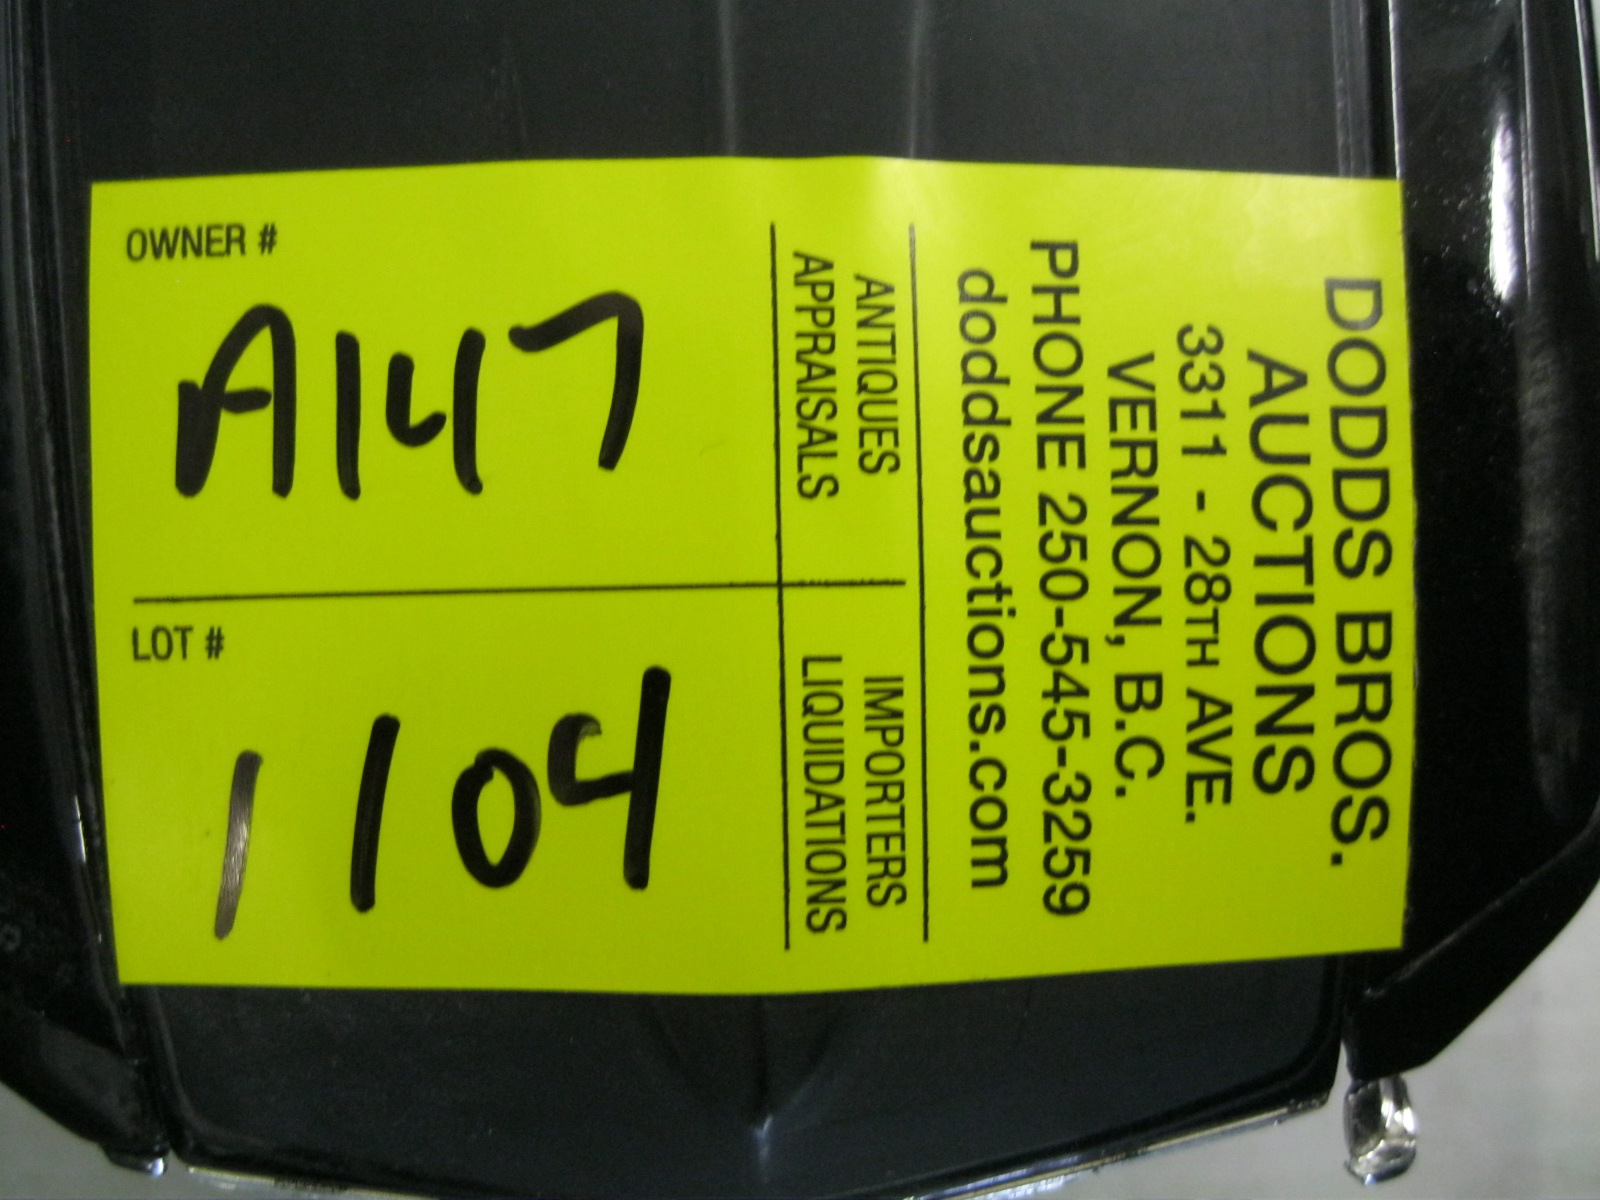 DODDS BROS.
AUCTIONS
3311 - 28TH AVE.
VERNON, B.C.
PHONE 250-545-3259
doddsauctions.com
ANTIQUES IMPORTERS
APPRAISALS LIQUIDATIONS
OWNER #
A147
LOT #
1104